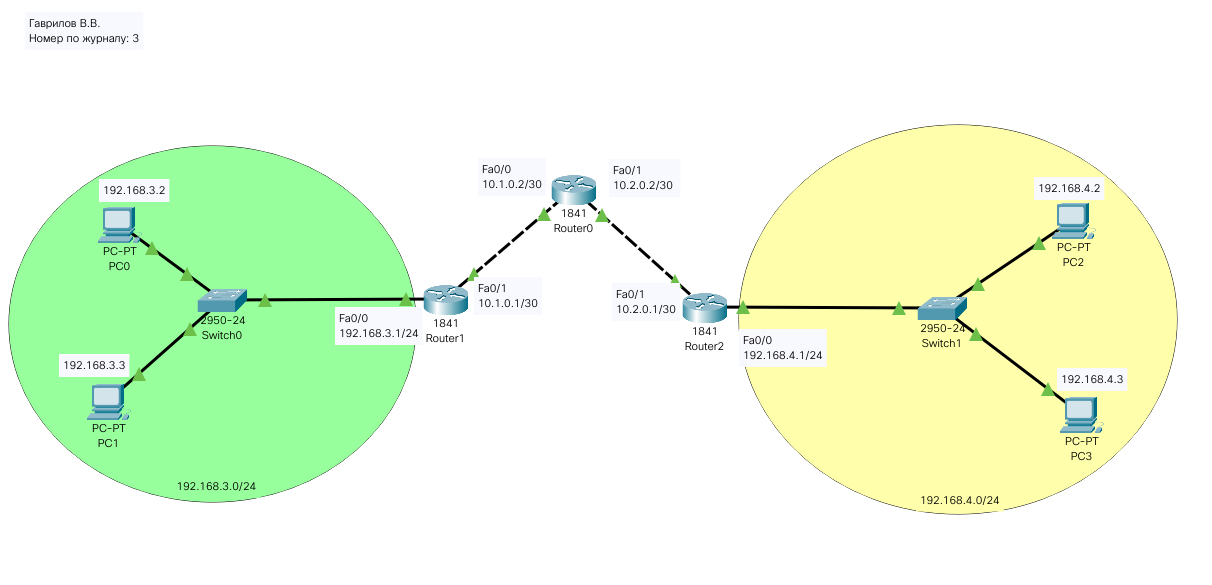 Гаврилов В.В.
Номер по журналу: 3
192.168.3.2
PC-PT
PC0
2950-24
Switch0
192.168.3.3
PC-PT
PC1
192.168.3.0/24
Fa0/0
192.168.3.1/24
1841
Router1
Fa0/1
10.1.0.1/30
Fa0/0
10.1.0.2/30
1841
Router0
Fa0/1
10.2.0.2/30
Fa0/1
10.2.0.1/30
1841
Router2
Fa0/0
192.168.4.1/24
192.168.4.2
PC-PT
PC2
2950-24
Switch1
192.168.4.3
PC-PT
PC3
192.168.4.0/24